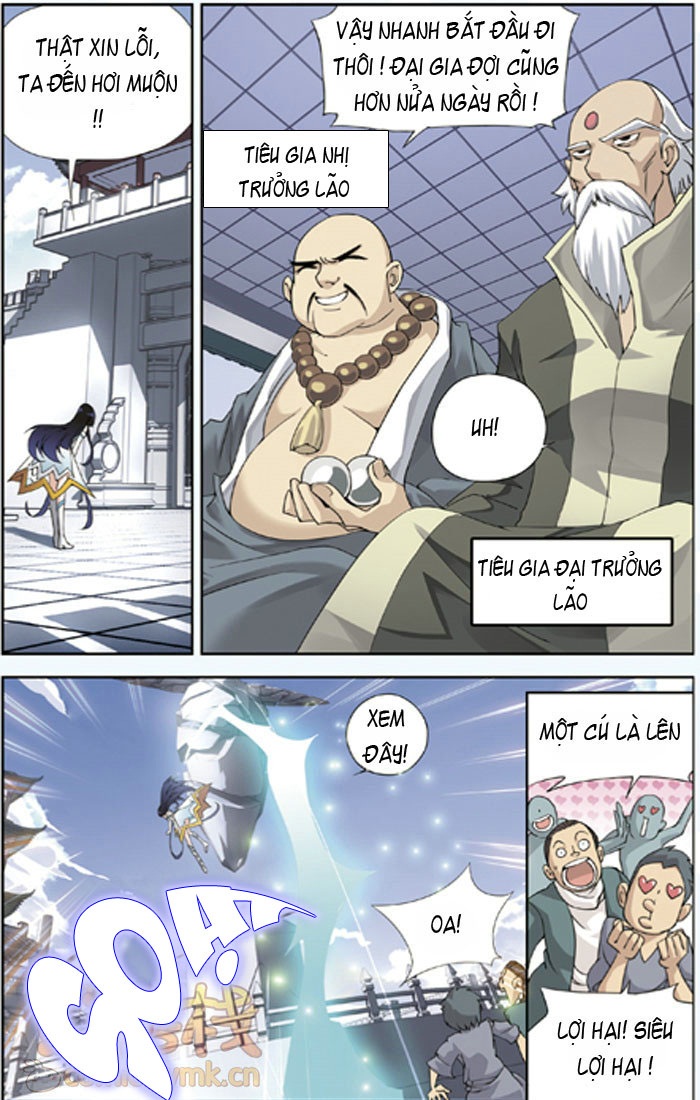 THẬT XIN LỖI,
TA ĐẾN HƠI MUỘN
!!
VẬY NHANH BẮT ĐẦU ĐI
THÔI ! ĐẠI GIA ĐỢI CŨNG
HƠN NỬA NGÀY RỒI !
TIÊU GIA NHỊ
TRƯỞNG LÃO
UH!
TIÊU GIA ĐẠI TRƯỞNG
LÃO
XEM
ĐÂY!
SOẠT
OA!
MỘT CÚ LÀ LÊN
LỢI HẠI! SIÊU
LỢI HẠI !